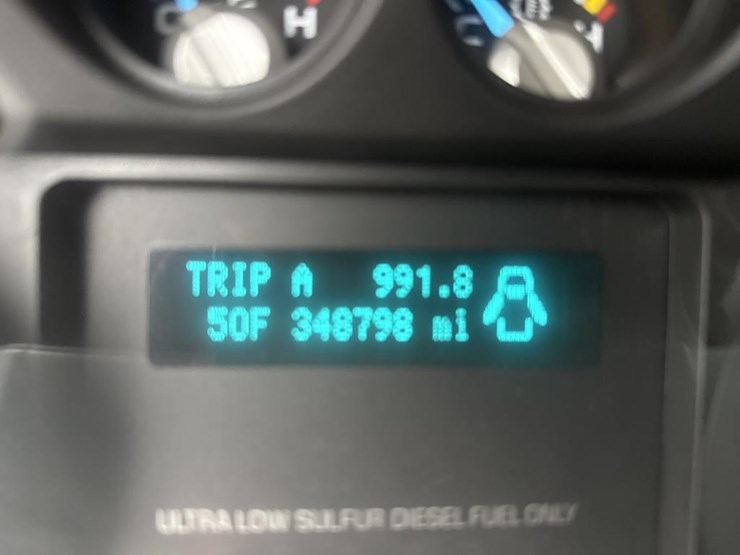 H
TRIP A 991.8
50F 348798 mi
ULTRA LOW SULFUR DIESEL FUEL ONLY